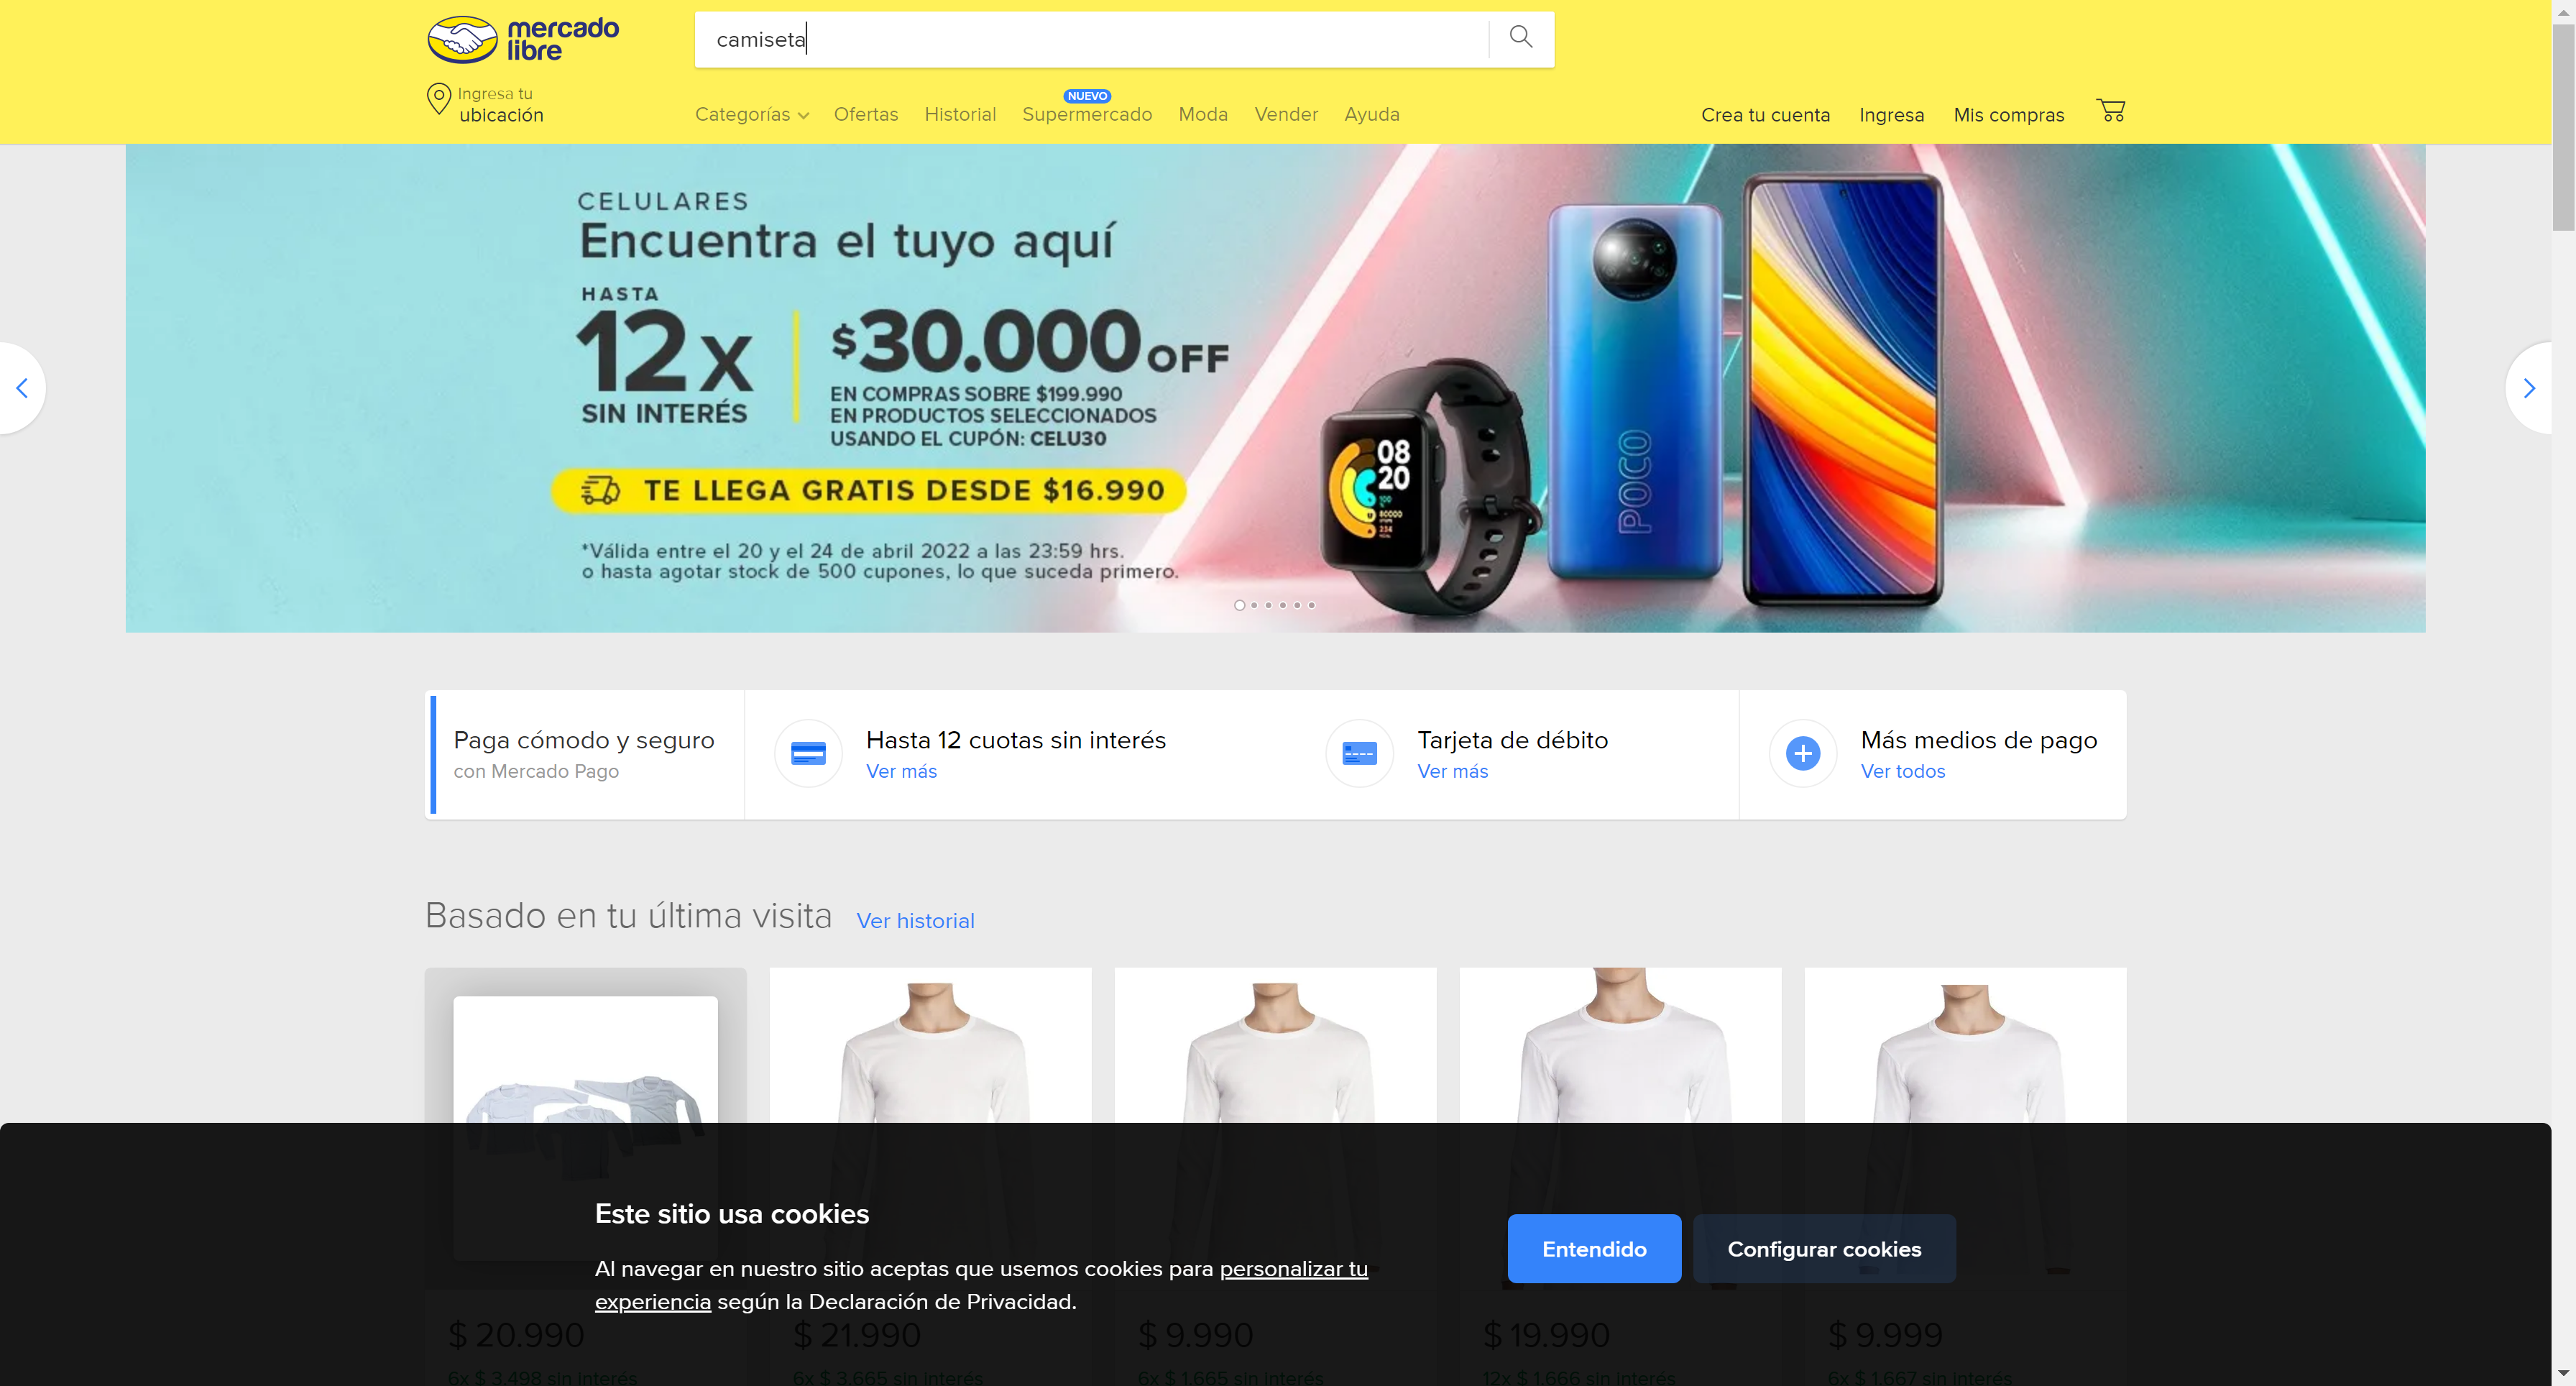 mercado
libre
camiseta
Ingresa tu
ubicación
Categorías
Ofertas
Historial
NUEVO
Supermercado
Moda
Vender
Ayuda
Crea tu cuenta
Ingresa
Mis compras
CELULARES
Encuentra el tuyo aquí
HASTA
12x
SIN INTERÉS
$30.000 OFF
EN COMPRAS SOBRE $199.990
EN PRODUCTOS SELECCIONADOS
USANDO EL CUPÓN: CELU30
TE LLEGA GRATIS DESDE $16.990
*Válida entre el 20 y el 24 de abril 2022 a las 23:59 hrs.
o hasta agotar stock de 500 cupones, lo que suceda primero.
08
20
POCO
Paga cómodo y seguro
con Mercado Pago
Hasta 12 cuotas sin interés
Ver más
Tarjeta de débito
Ver más
Más medios de pago
Ver todos
Basado en tu última visita
Ver historial
Este sitio usa cookies
Al navegar en nuestro sitio aceptas que usemos cookies para personalizar tu
experiencia según la Declaración de Privacidad.
Entendido
Configurar cookies
$ 20.990
$ 21.990
$ 9.990
$ 19.990
$ 9.999
6x $ 3.498 sin interés
6x $ 3.665 sin interés
6x $ 1.665 sin interés
12x $ 1.666 sin interés
6x $ 1.667 sin interés